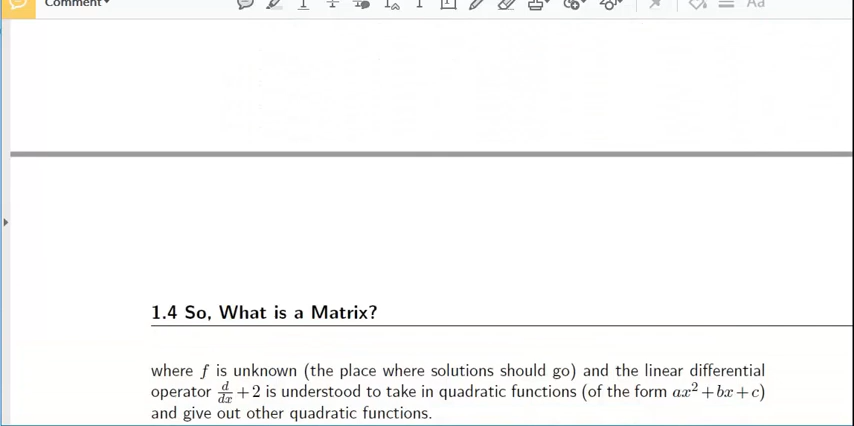 Comment
Aa
1.4 So, What is a Matrix?
where f is unknown (the place where solutions should go) and the linear differential
operator d/dx + 2 is understood to take in quadratic functions (of the form ax² + bx + c)
and give out other quadratic functions.